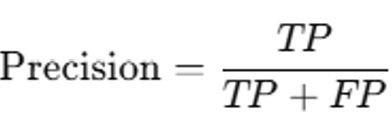 Precision = TP / TP + FP